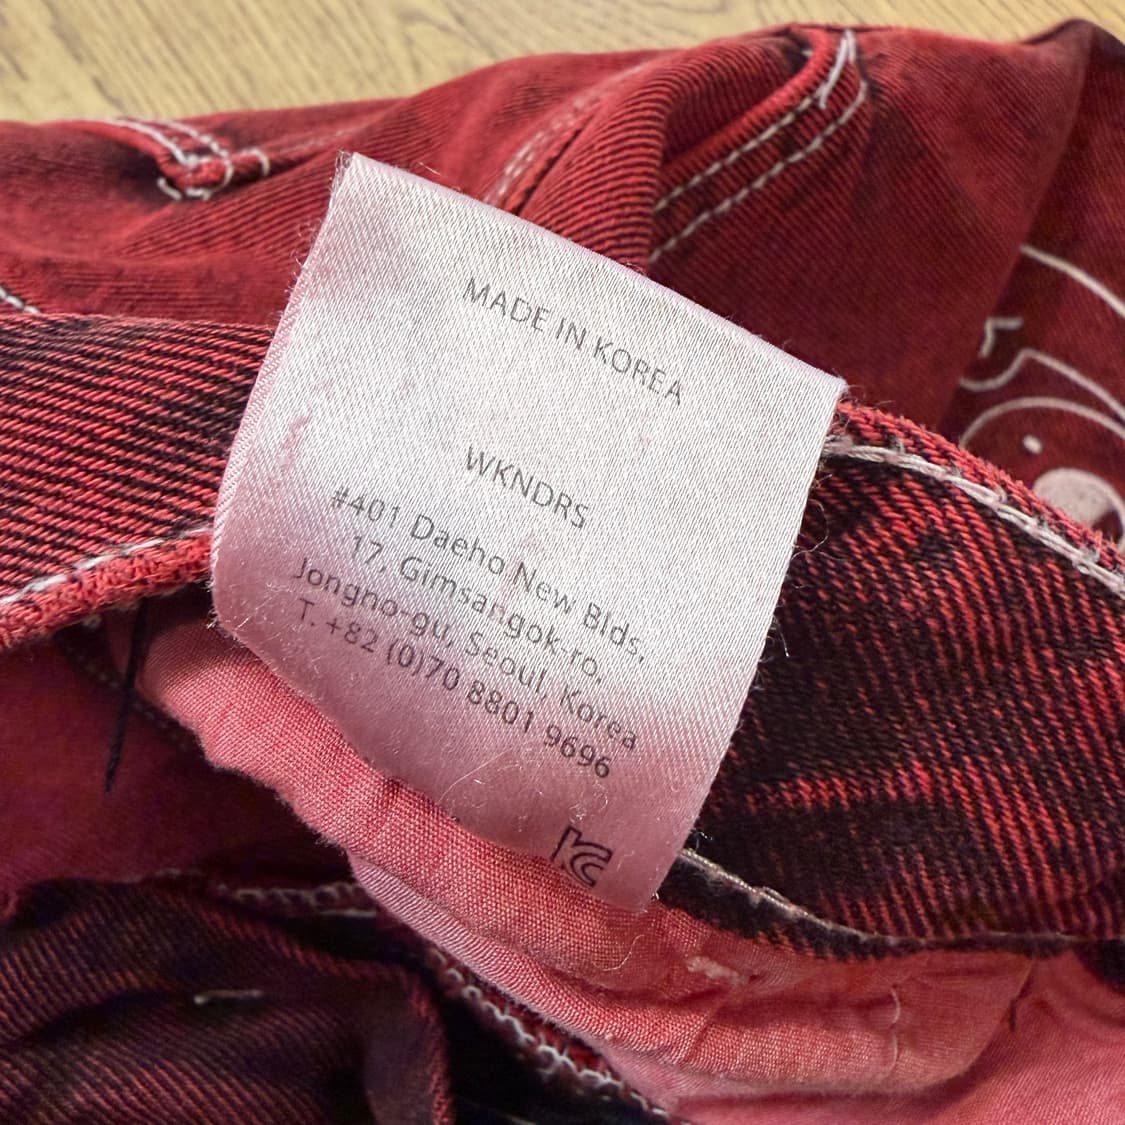 MADE IN KOREA
WKNDRS
#401 Daeho New Blds,
17, Gimsangok-ro,
Jongno-gu, Seoul, Korea
T. +82 (0)70 8801 9696
KC